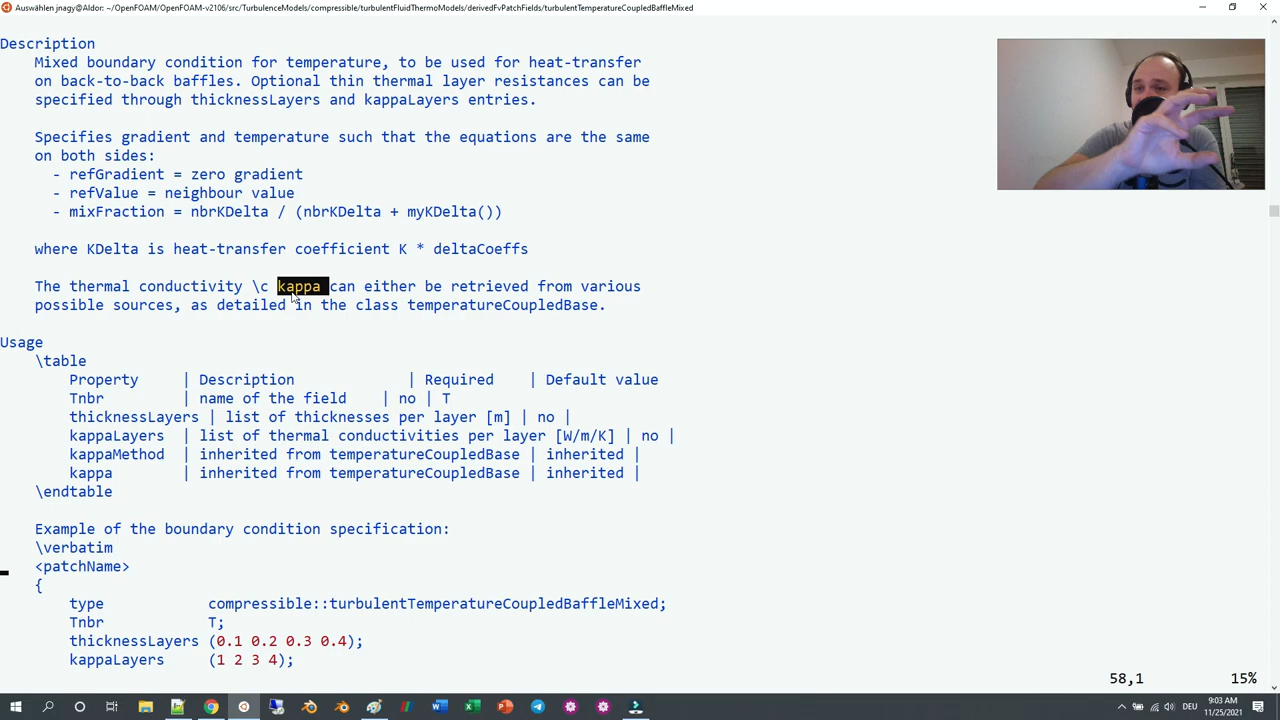 Auswählen jnagy@Aldor: ~/OpenFOAM/OpenFOAM-v2106/src/TurbulenceModels/compressible/turbulentFluidThermoModels/derivedFvPatchFields/turbulentTemperatureCoupledBaffleMixed
Description
Mixed boundary condition for temperature, to be used for heat-transfer
on back-to-back baffles. Optional thin thermal layer resistances can be
specified through thicknessLayers and kappaLayers entries.
Specifies gradient and temperature such that the equations are the same
on both sides:
- refGradient = zero gradient
- refValue = neighbour value
- mixFraction = nbrKDelta / (nbrKDelta + myKDelta())
where KDelta is heat-transfer coefficient K * deltaCoeffs
The thermal conductivity \c kappa can either be retrieved from various
possible sources, as detailed in the class temperatureCoupledBase.
Usage
\table
Property | Description | Required | Default value
Tnbr | name of the field | no | T
thicknessLayers | list of thicknesses per layer [m] | no |
kappaLayers | list of thermal conductivities per layer [W/m/K] | no |
kappaMethod | inherited from temperatureCoupledBase | inherited |
kappa | inherited from temperatureCoupledBase | inherited |
\endtable
Example of the boundary condition specification:
\verbatim
<patchName>
{
type compressible::turbulentTemperatureCoupledBaffleMixed;
Tnbr T;
thicknessLayers (0.1 0.2 0.3 0.4);
kappaLayers (1 2 3 4);
58,1 15%
DEU
9:03 AM
11/25/2021